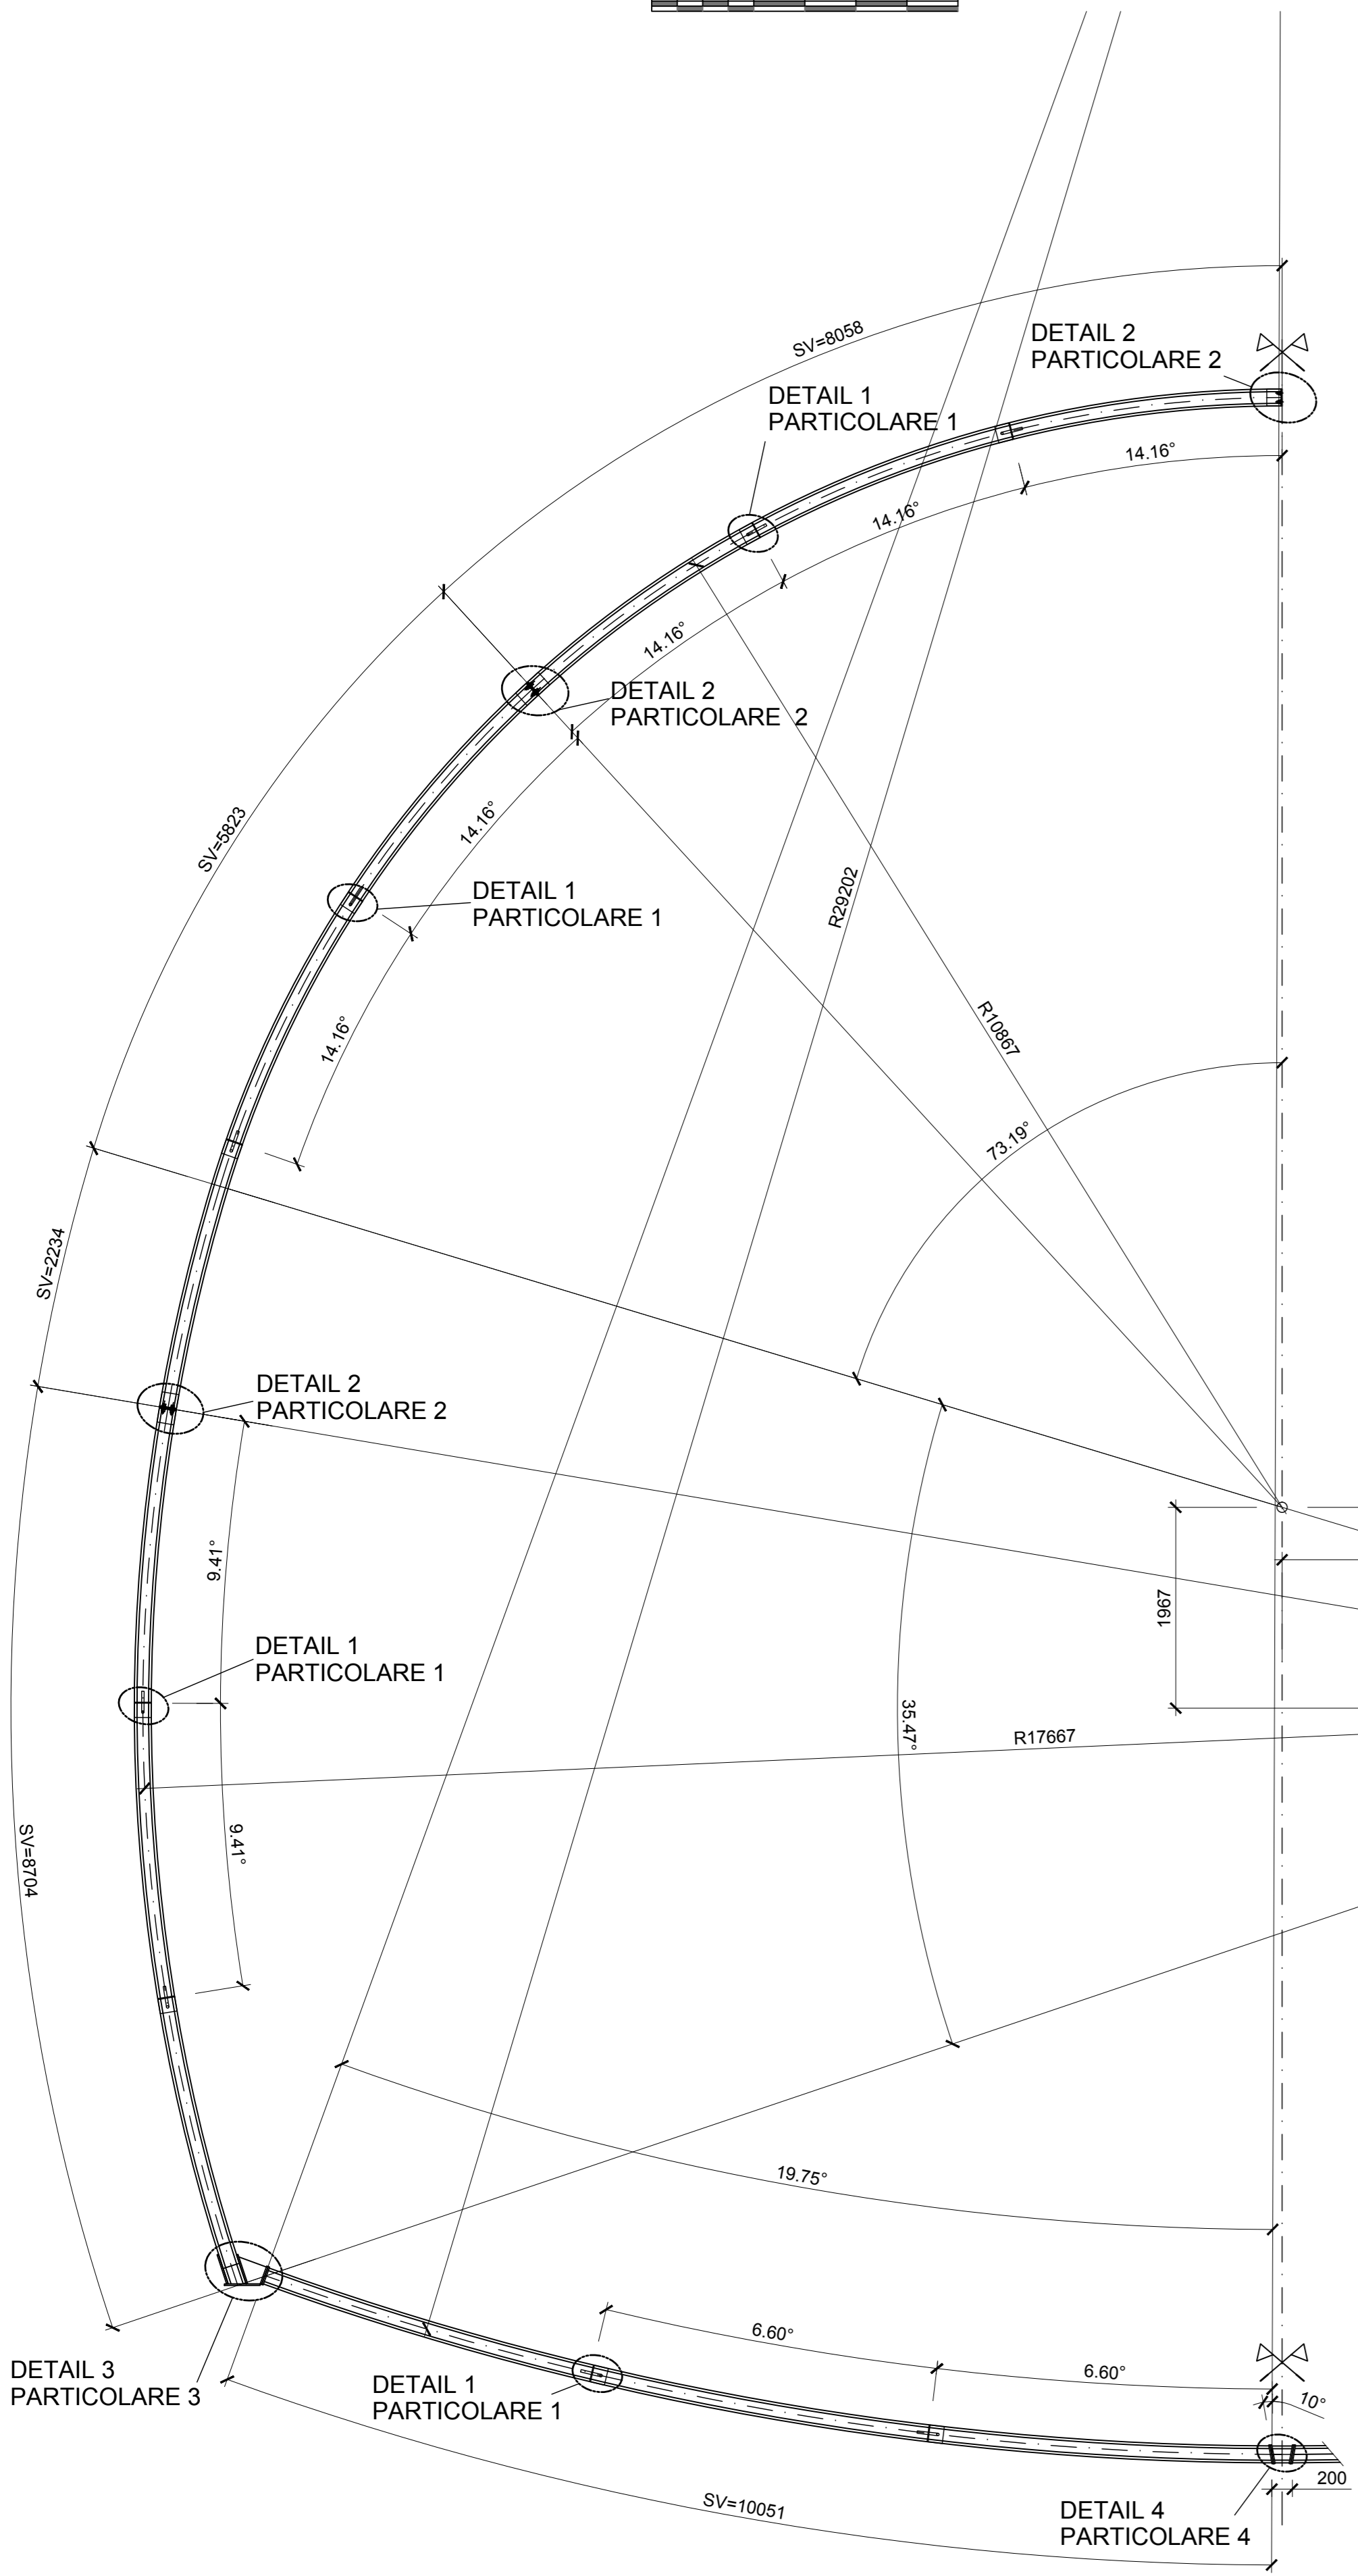 SV=8058
DETAIL 2
PARTICOLARE 2
DETAIL 1
PARTICOLARE 1
14.16°
14.16°
14.16°
DETAIL 2
PARTICOLARE 2
SV=5823
14.16°
R29202
DETAIL 1
PARTICOLARE 1
R10867
14.16°
73.19°
SV=2234
DETAIL 2
PARTICOLARE 2
9.41°
1967
DETAIL 1
PARTICOLARE 1
35.47°
R17667
9.41°
SV=8704
19.75°
6.60°
6.60°
DETAIL 3
PARTICOLARE 3
DETAIL 1
PARTICOLARE 1
10°
200
SV=10051
DETAIL 4
PARTICOLARE 4